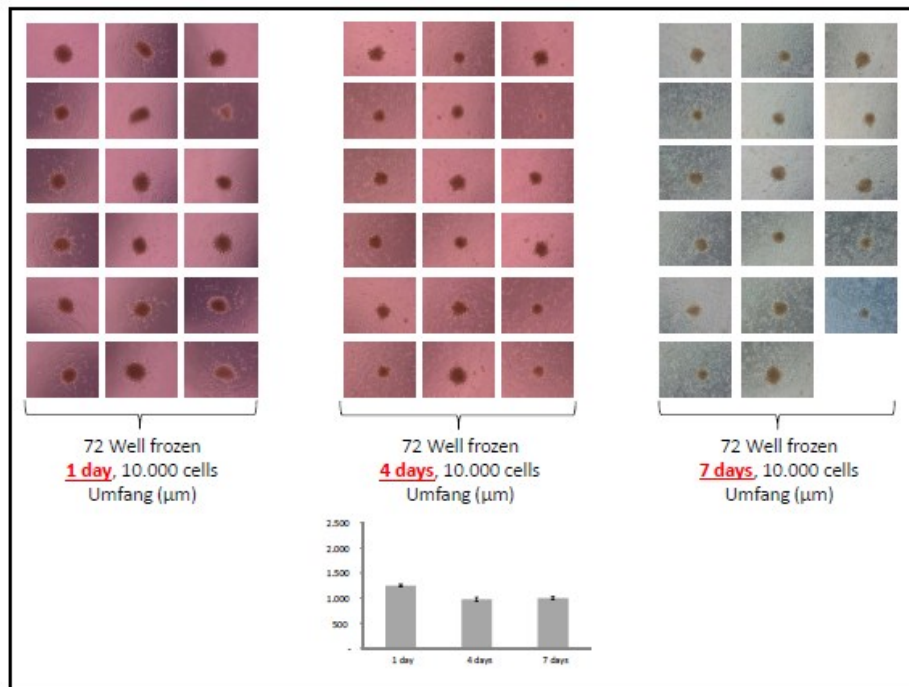 72 Well frozen
1 day, 10.000 cells
Umfang (µm)
72 Well frozen
4 days, 10.000 cells
Umfang (µm)
72 Well frozen
7 days, 10.000 cells
Umfang (µm)
2.500
2.000
1.500
1.000
500
-
1 day
4 days
7 days